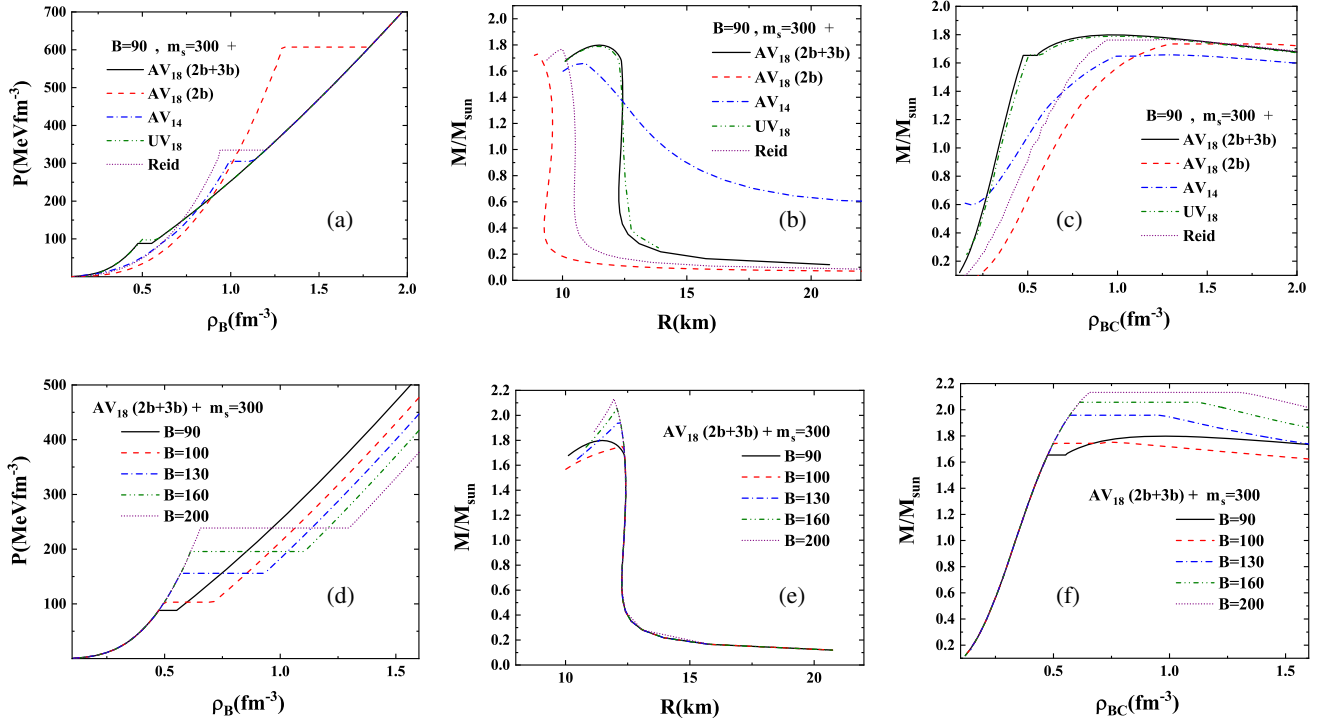 700
600
500
400
300
200
100
P(MeVfm⁻³)
B=90 , mₛ=300 +
AV₁₈ (2b+3b)
AV₁₈ (2b)
AV₁₄
UV₁₈
Reid
(a)
0.5 1.0 1.5 2.0
ρ_B(fm⁻³)
2.2
2.0
1.8
1.6
1.4
1.2
1.0
0.8
0.6
0.4
0.2
0.0
M/M_sun
B=90 , mₛ=300 +
AV₁₈ (2b+3b)
AV₁₈ (2b)
AV₁₄
UV₁₈
Reid
(b)
10 15 20
R(km)
2.0
1.8
1.6
1.4
1.2
1.0
0.8
0.6
0.4
0.2
M/M_sun
B=90 , mₛ=300 +
AV₁₈ (2b+3b)
AV₁₈ (2b)
AV₁₄
UV₁₈
Reid
(c)
0.5 1.0 1.5 2.0
ρ_BC(fm⁻³)
500
400
300
200
100
P(MeVfm⁻³)
AV₁₈ (2b+3b) + mₛ=300
B=90
B=100
B=130
B=160
B=200
(d)
0.5 1.0 1.5
ρ_B(fm⁻³)
2.2
2.0
1.8
1.6
1.4
1.2
1.0
0.8
0.6
0.4
0.2
0.0
M/M_sun
AV₁₈ (2b+3b) + mₛ=300
B=90
B=100
B=130
B=160
B=200
(e)
10 15 20
R(km)
2.2
2.0
1.8
1.6
1.4
1.2
1.0
0.8
0.6
0.4
0.2
0.0
M/M_sun
AV₁₈ (2b+3b) + mₛ=300
B=90
B=100
B=130
B=160
B=200
(f)
0.5 1.0 1.5
ρ_BC(fm⁻³)